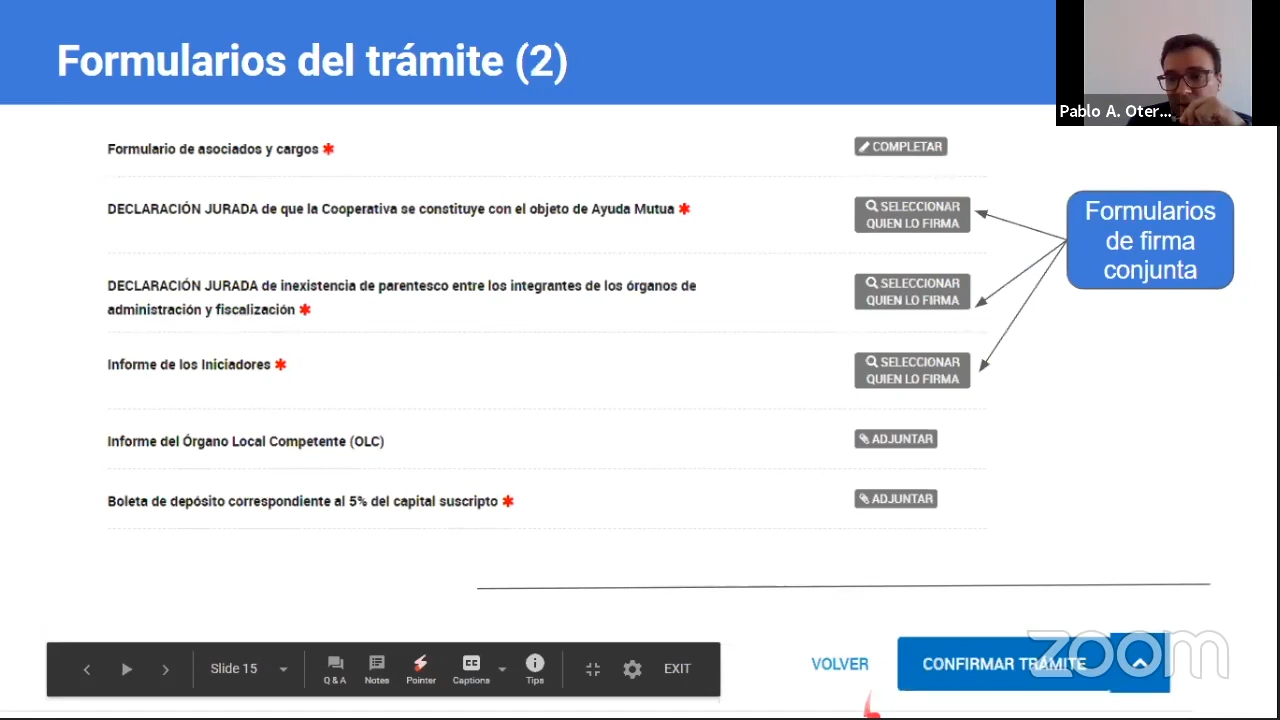 Formularios del trámite (2)
Pablo A. Oter...
Formulario de asociados y cargos *
COMPLETAR
DECLARACIÓN JURADA de que la Cooperativa se constituye con el objeto de Ayuda Mutua *
SELECCIONAR
QUIEN LO FIRMA
Formularios
de firma
conjunta
DECLARACIÓN JURADA de inexistencia de parentesco entre los integrantes de los órganos de
administración y fiscalización *
SELECCIONAR
QUIEN LO FIRMA
Informe de los Iniciadores *
SELECCIONAR
QUIEN LO FIRMA
Informe del Órgano Local Competente (OLC)
ADJUNTAR
Boleta de depósito correspondiente al 5% del capital suscripto *
ADJUNTAR
Slide 15
Q & A
Notes
Pointer
CC
Captions
Tips
EXIT
VOLVER
CONFIRMAR TRÁMITE
zoom